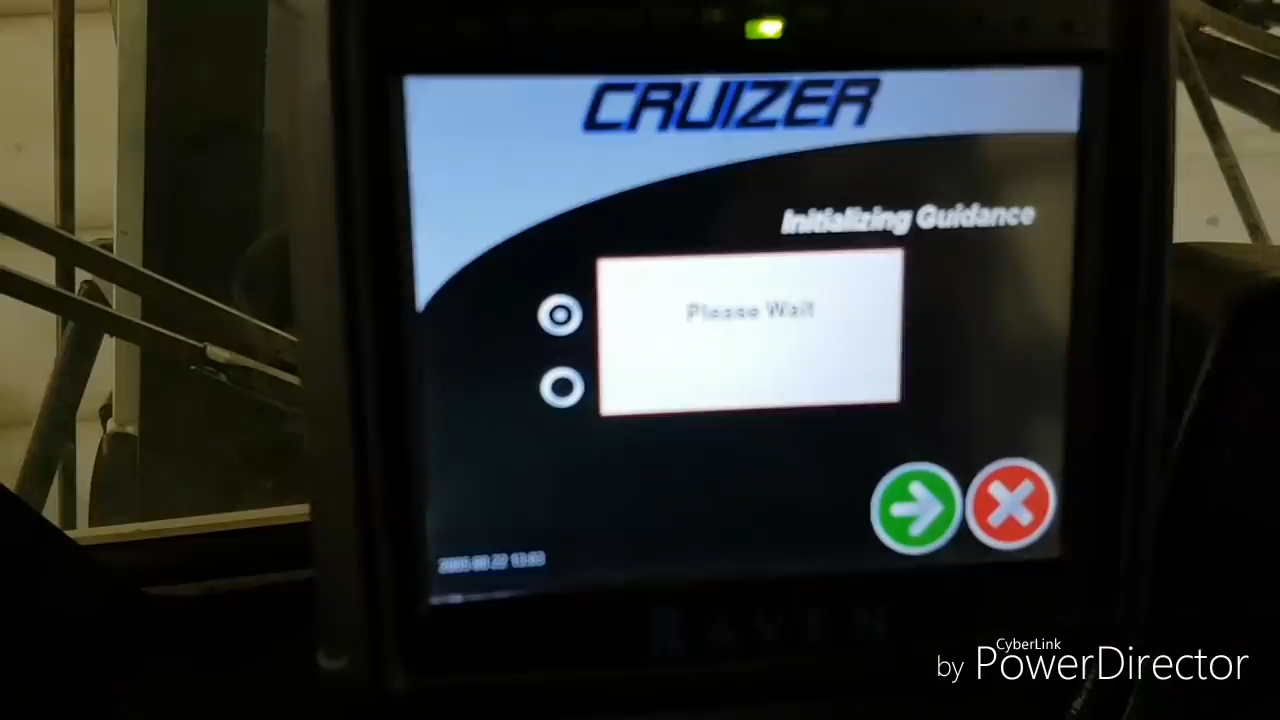 CRUIZER
Initializing Guidance
Please Wait
RAVEN
CyberLink
by PowerDirector